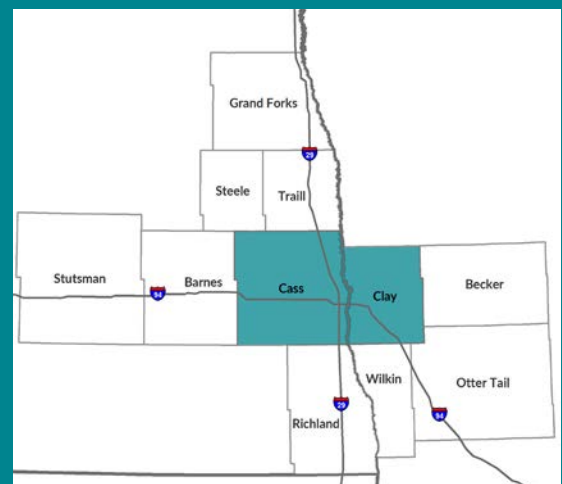 Grand Forks
29
Steele
Traill
Stutsman
Barnes
94
Cass
Clay
Becker
Wilkin
Otter Tail
29
94
Richland